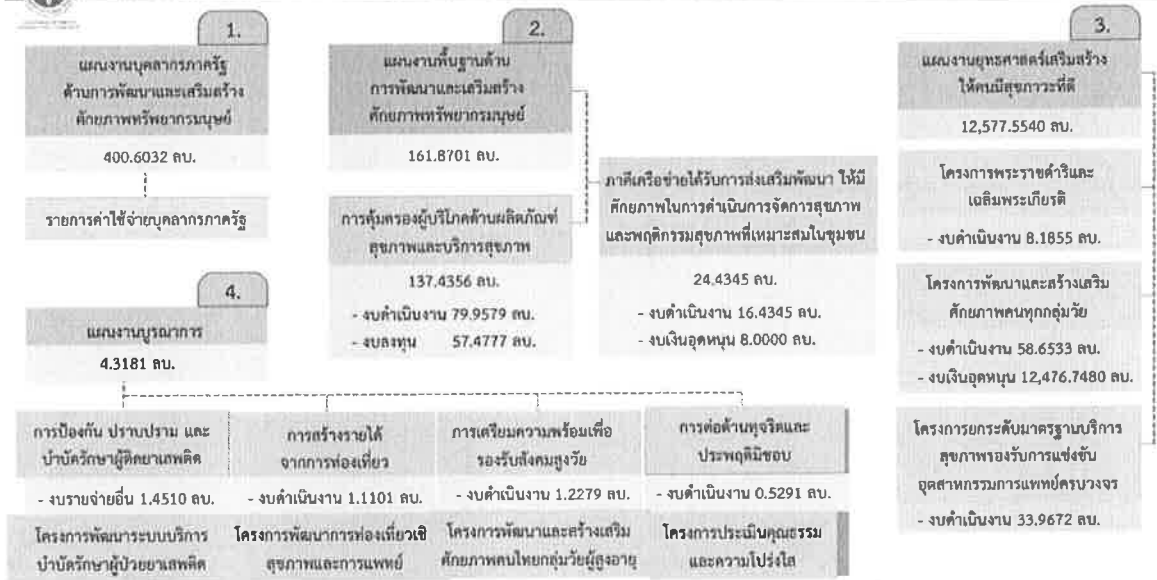 1.
แผนงานบุคลากรภาครัฐ
ด้านการพัฒนาและเสริมสร้าง
ศักยภาพทรัพยากรมนุษย์
400.6032 ลบ.
รายการค่าใช้จ่ายบุคลากรภาครัฐ
2.
แผนงานพื้นฐานด้าน
การพัฒนาและเสริมสร้าง
ศักยภาพทรัพยากรมนุษย์
161.8701 ลบ.
การคุ้มครองผู้บริโภคด้านผลิตภัณฑ์
สุขภาพและบริการสุขภาพ
137.4356 ลบ.
- งบดำเนินงาน 79.9579 ลบ.
- งบลงทุน 57.4777 ลบ.
ภาคีเครือข่ายได้รับการส่งเสริมพัฒนา ให้มี
ศักยภาพในการดำเนินการจัดการสุขภาพ
และพฤติกรรมสุขภาพที่เหมาะสมในชุมชน
24.4345 ลบ.
- งบดำเนินงาน 16.4345 ลบ.
- งบเงินอุดหนุน 8.0000 ลบ.
3.
แผนงานยุทธศาสตร์เสริมสร้าง
ให้คนมีสุขภาวะที่ดี
12,577.5540 ลบ.
โครงการพระราชดำริและ
เฉลิมพระเกียรติ
- งบดำเนินงาน 8.1855 ลบ.
โครงการพัฒนาและสร้างเสริม
ศักยภาพคนทุกกลุ่มวัย
- งบดำเนินงาน 58.6533 ลบ.
- งบเงินอุดหนุน 12,476.7480 ลบ.
โครงการยกระดับมาตรฐานบริการ
สุขภาพรองรับการแข่งขัน
อุตสาหกรรมการแพทย์ครบวงจร
- งบดำเนินงาน 33.9672 ลบ.
4.
แผนงานบูรณาการ
4.3181 ลบ.
การป้องกัน ปราบปราม และ
บำบัดรักษาผู้ติดยาเสพติด
- งบรายจ่ายอื่น 1.4510 ลบ.
โครงการพัฒนาระบบบริการ
บำบัดรักษาผู้ป่วยยาเสพติด
การสร้างรายได้
จากการท่องเที่ยว
- งบดำเนินงาน 1.1101 ลบ.
โครงการพัฒนาการท่องเที่ยวเชิ
สุขภาพและการแพทย์
การเตรียมความพร้อมเพื่อ
รองรับสังคมสูงวัย
- งบดำเนินงาน 1.2279 ลบ.
โครงการพัฒนาและสร้างเสริม
ศักยภาพคนไทยกลุ่มวัยผู้สูงอายุ
การต่อต้านทุจริตและ
ประพฤติมิชอบ
- งบดำเนินงาน 0.5291 ลบ.
โครงการประเมินคุณธรรม
และความโปร่งใส